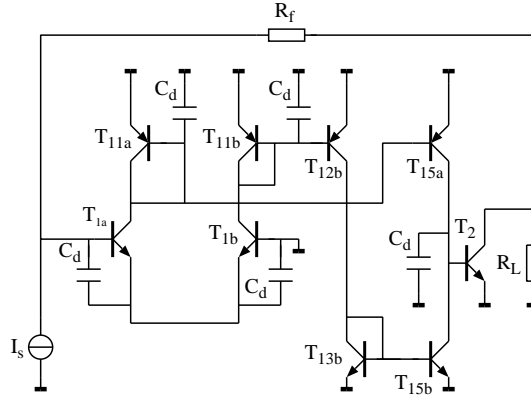 R_f
C_d
C_d
T_11a
T_11b
T_12b
T_15a
T_1a
T_1b
T_2
C_d
C_d
C_d
R_L
I_s
T_13b
T_15b